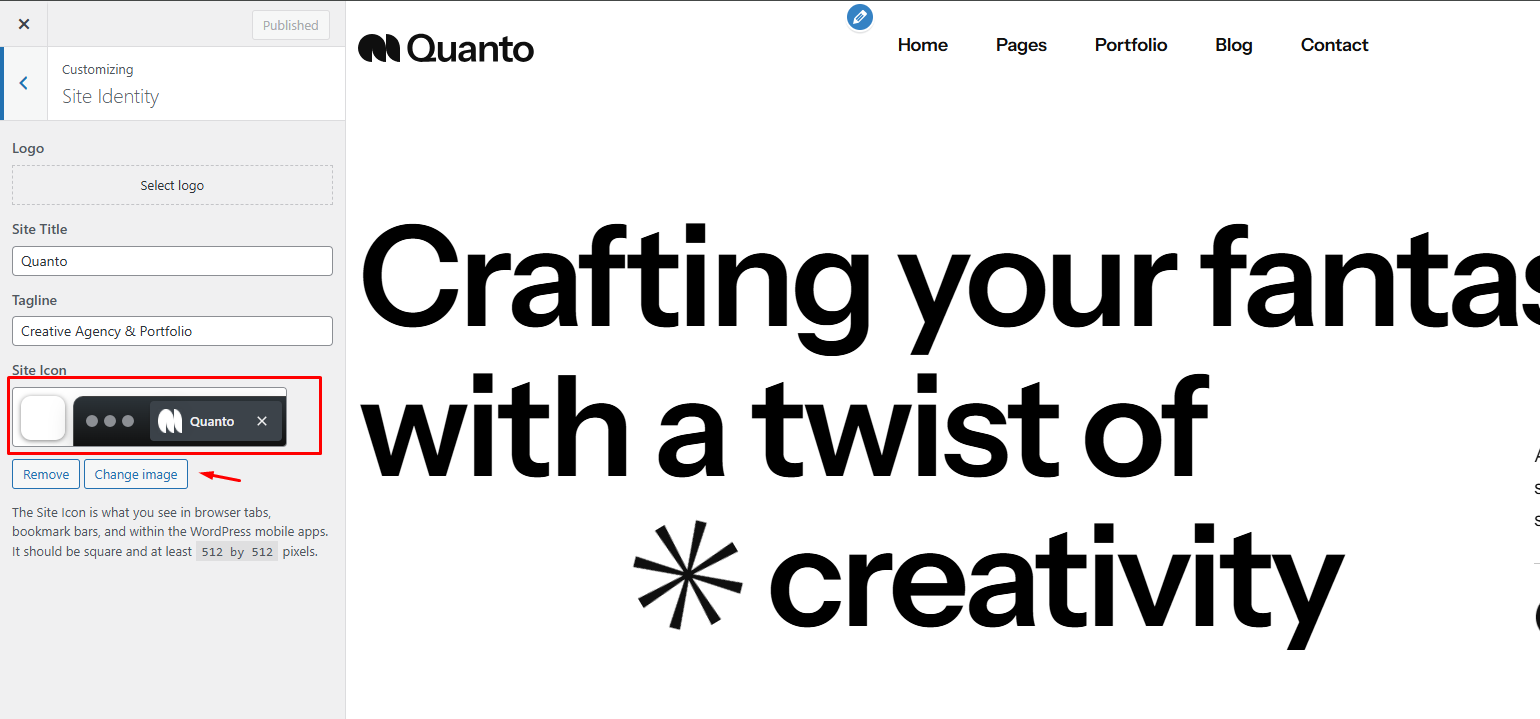 Published
Customizing
Site Identity
Logo
Select logo
Site Title
Quanto
Tagline
Creative Agency & Portfolio
Site Icon
Quanto
Remove
Change image
The Site Icon is what you see in browser tabs,
bookmark bars, and within the WordPress mobile apps.
It should be square and at least 512 by 512 pixels.
Quanto
Home Pages Portfolio Blog Contact
Crafting your fantas
with a twist of
creativity